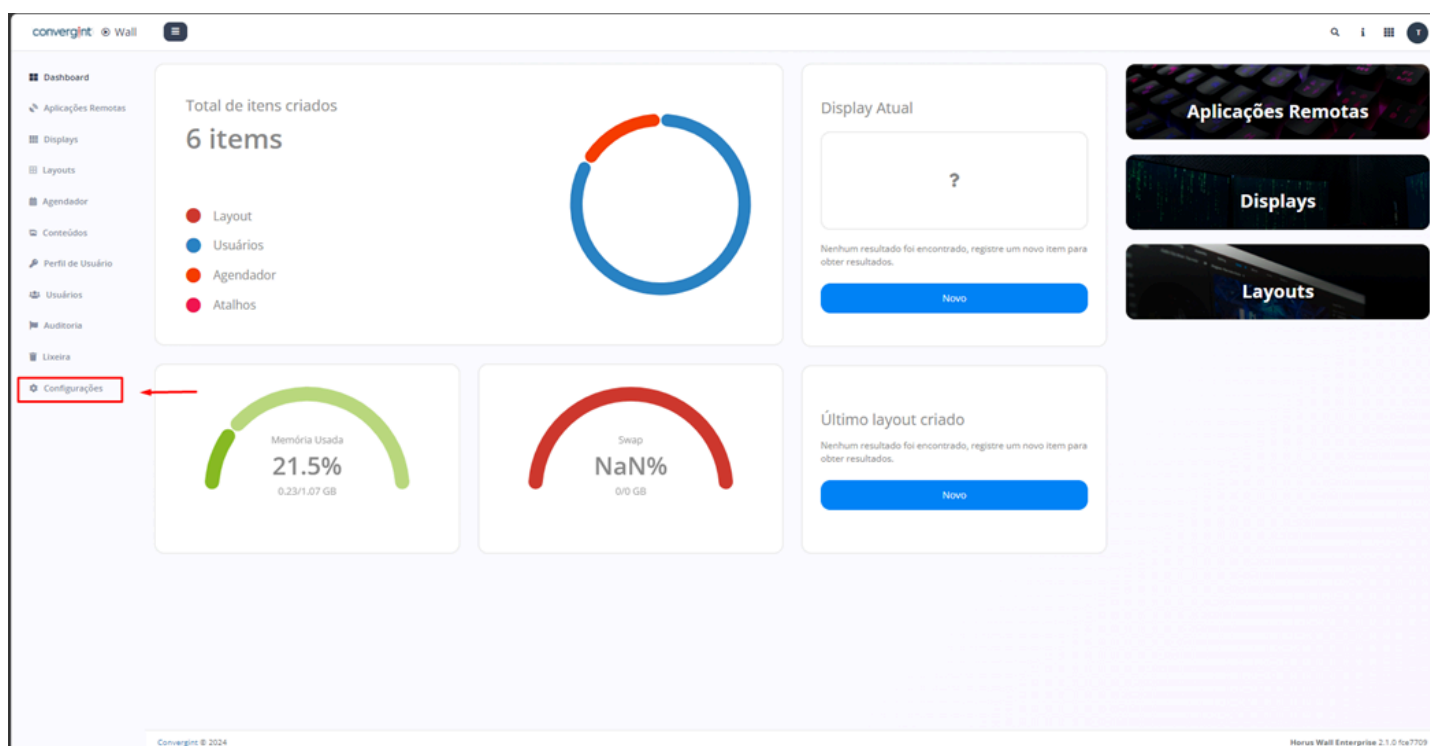 convergint Wall
T
Dashboard
Aplicações Remotas
Displays
Layouts
Agendador
Conteúdos
Perfil de Usuário
Usuários
Auditoria
Lixeira
Configurações
Total de itens criados
6 items
Layout
Usuários
Agendador
Atalhos
Display Atual
?
Nenhum resultado foi encontrado, registre um novo item para
obter resultados.
Novo
Aplicações Remotas
Displays
Layouts
Memória Usada
21.5%
0.23/1.07 GB
Swap
NaN%
0/0 GB
Último layout criado
Nenhum resultado foi encontrado, registre um novo item para
obter resultados.
Novo
Convergint © 2024
Horus Wall Enterprise 2.1.0 fce7709